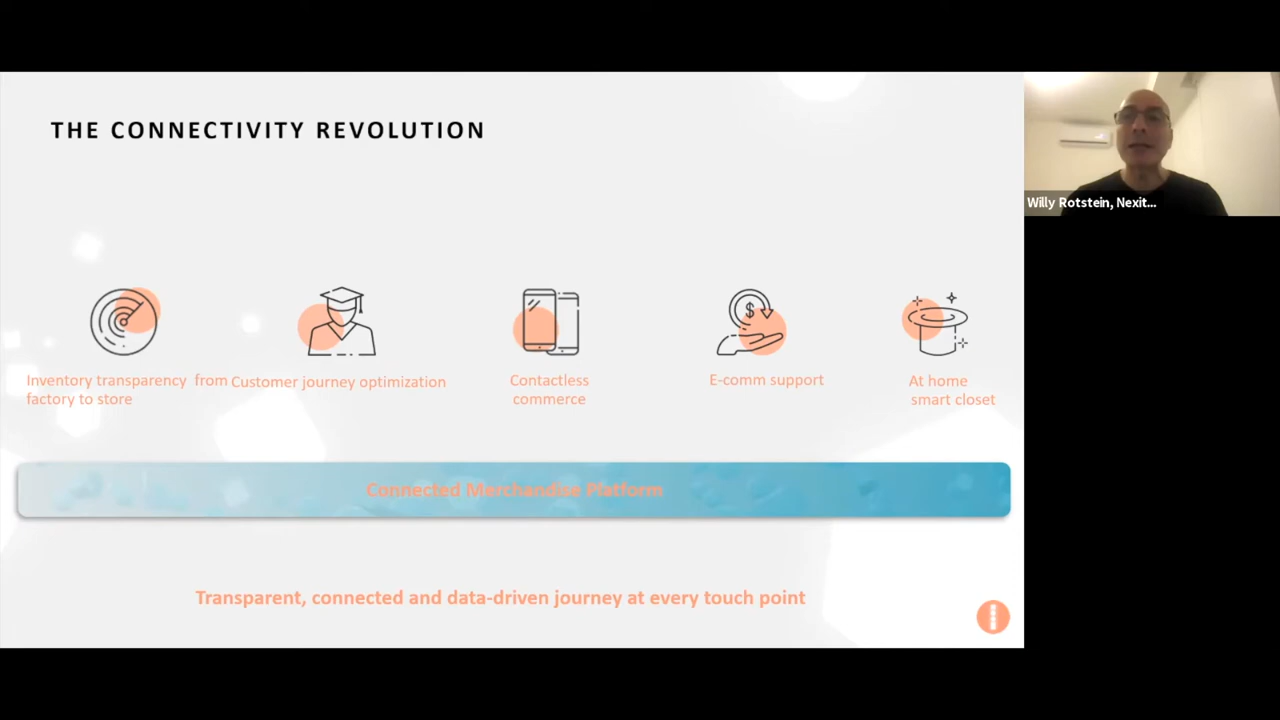 THE CONNECTIVITY REVOLUTION
Willy Rotstein, Nexit...
Inventory transparency from
factory to store
Customer journey optimization
Contactless
commerce
E-comm support
At home
smart closet
Connected Merchandise Platform
Transparent, connected and data-driven journey at every touch point